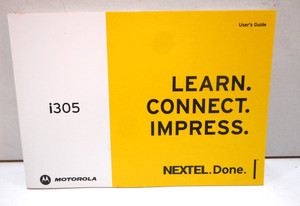 User's Guide
i305
LEARN.
CONNECT.
IMPRESS.
MOTOROLA
NEXTEL.Done.